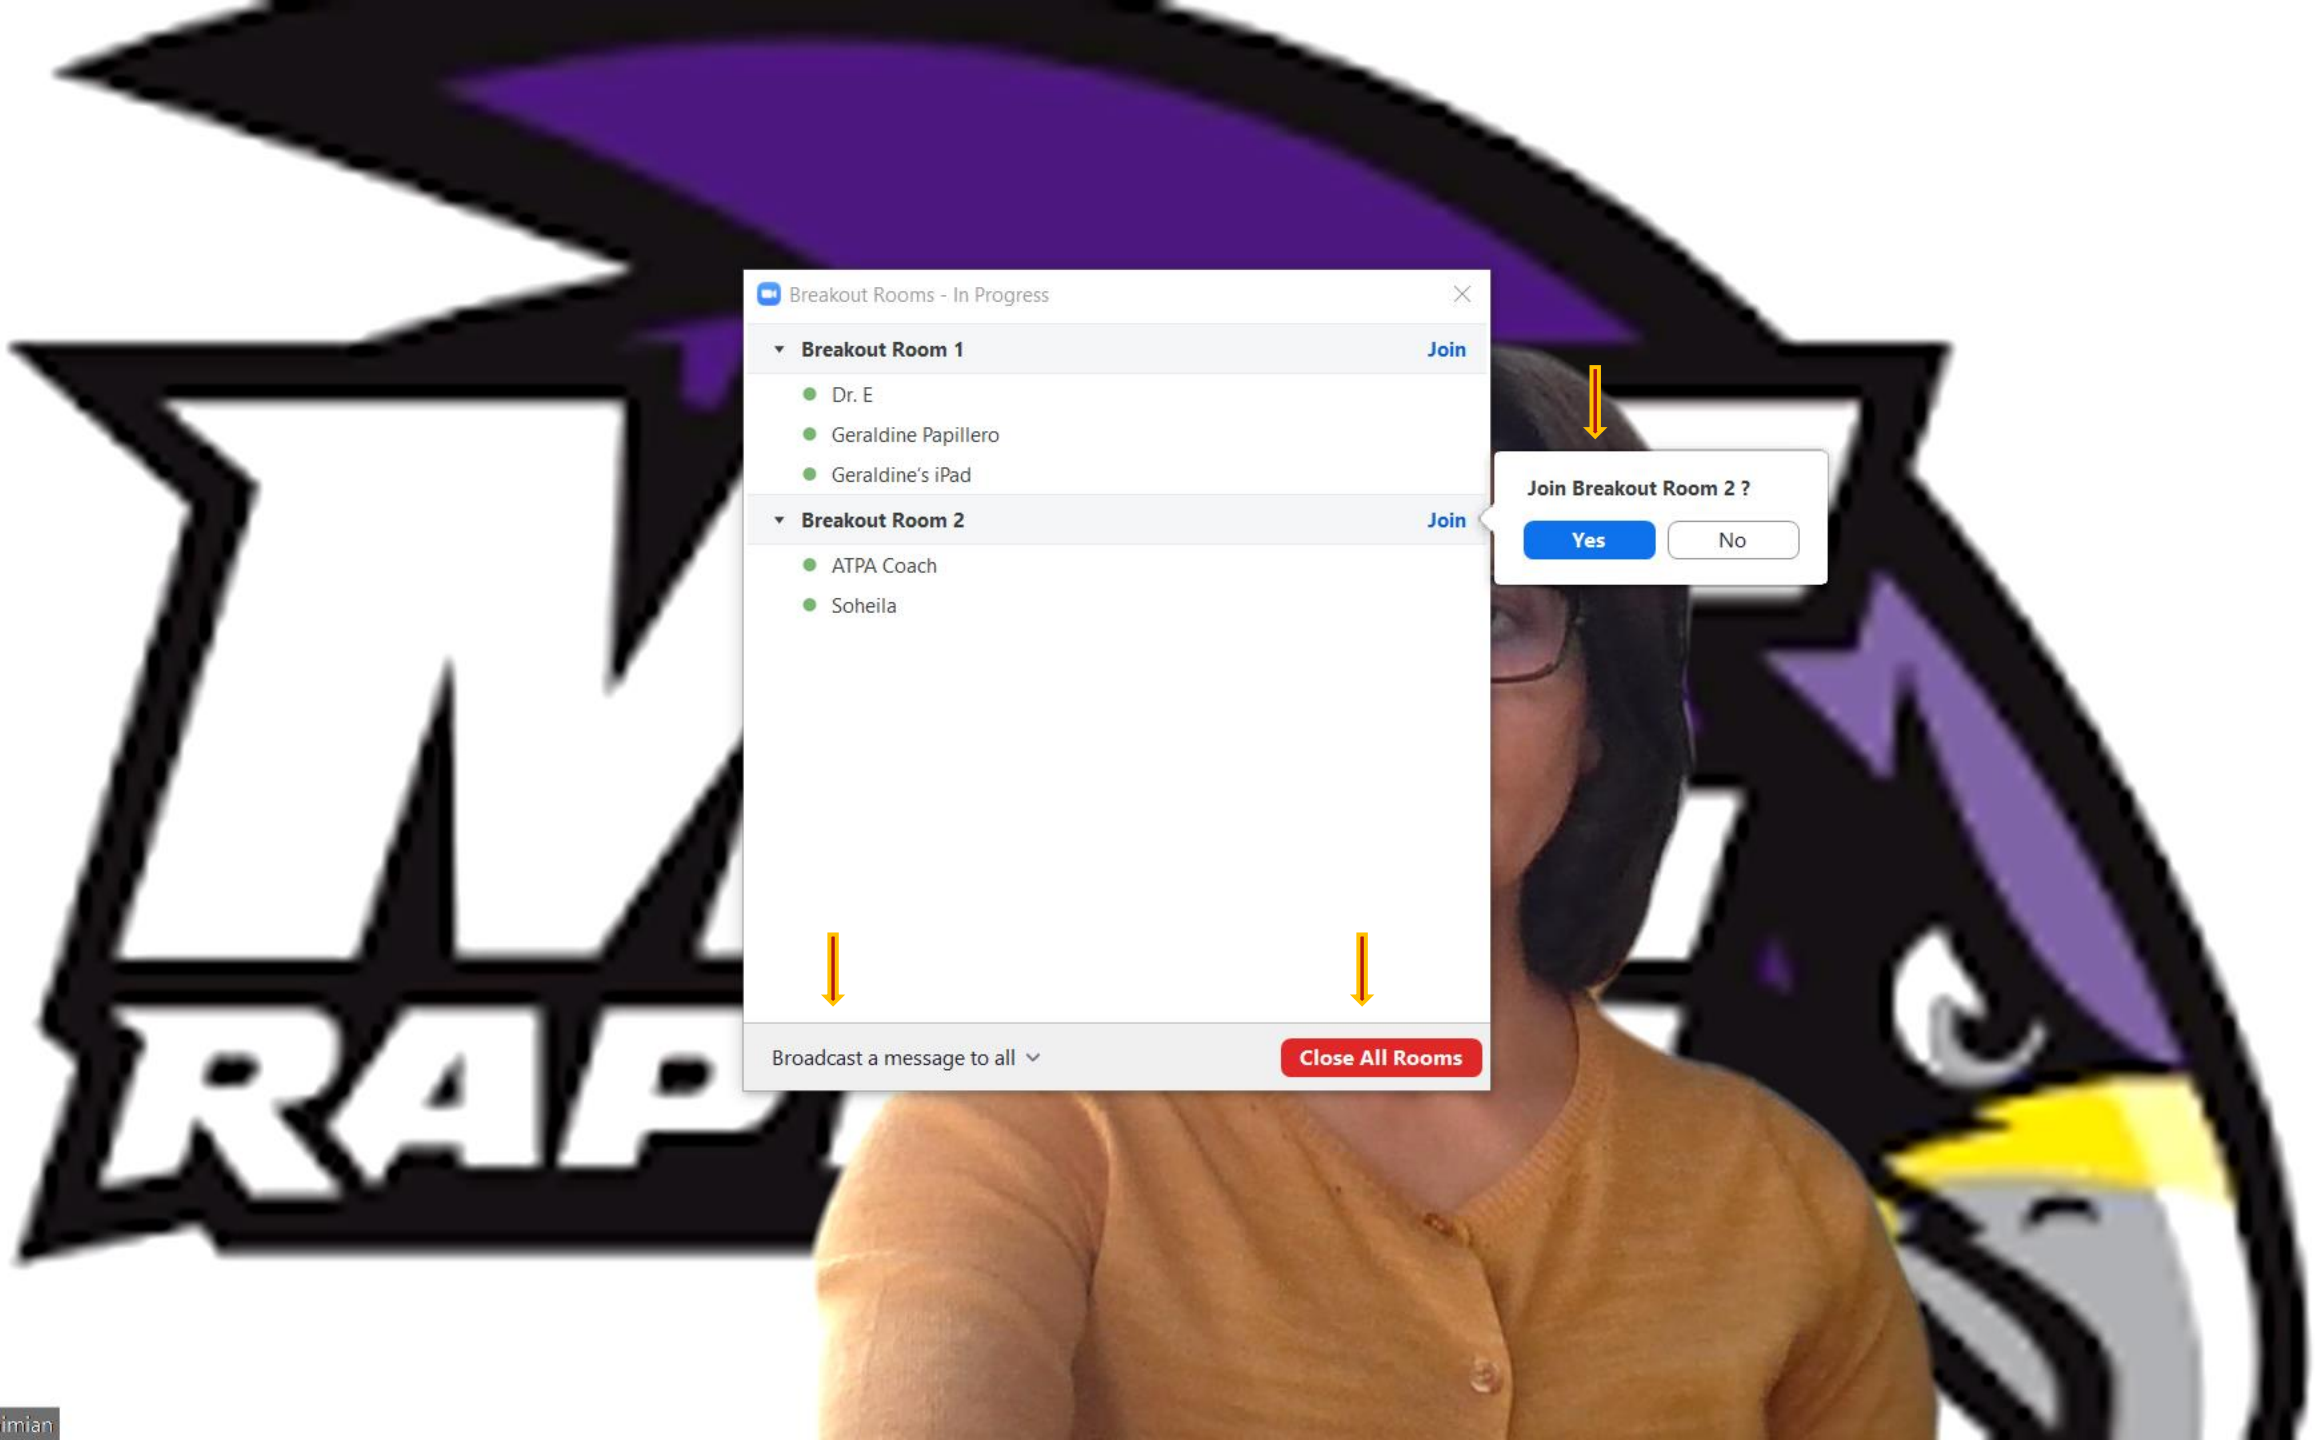 Breakout Rooms - In Progress
Breakout Room 1 Join
Dr. E
Geraldine Papillero
Geraldine's iPad
Breakout Room 2 Join
Join Breakout Room 2 ?
Yes No
ATPA Coach
Soheila
Broadcast a message to all Close All Rooms
imian